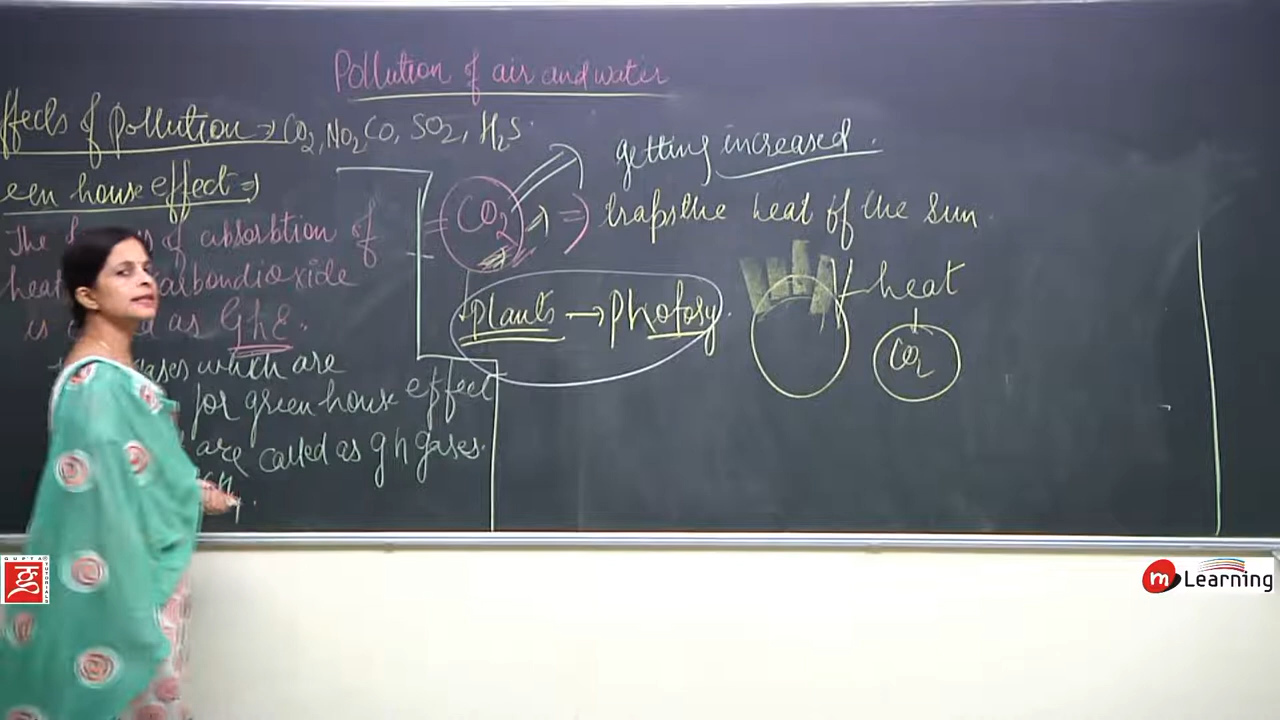 Pollution of air and water
ffects of pollution ⇒ CO2, NO2, CO, SO2, H2S.
een house effect ⇒
The of absorbtion of
heat carbondioxide
is as GhE.
gases which are
for green house effect
are called as gh gases.
= CO2 ⇒
getting increased.
traps the heat of the sun
plants → photosy.
heat
CO2
GUPTA TUTORIALS
m Learning